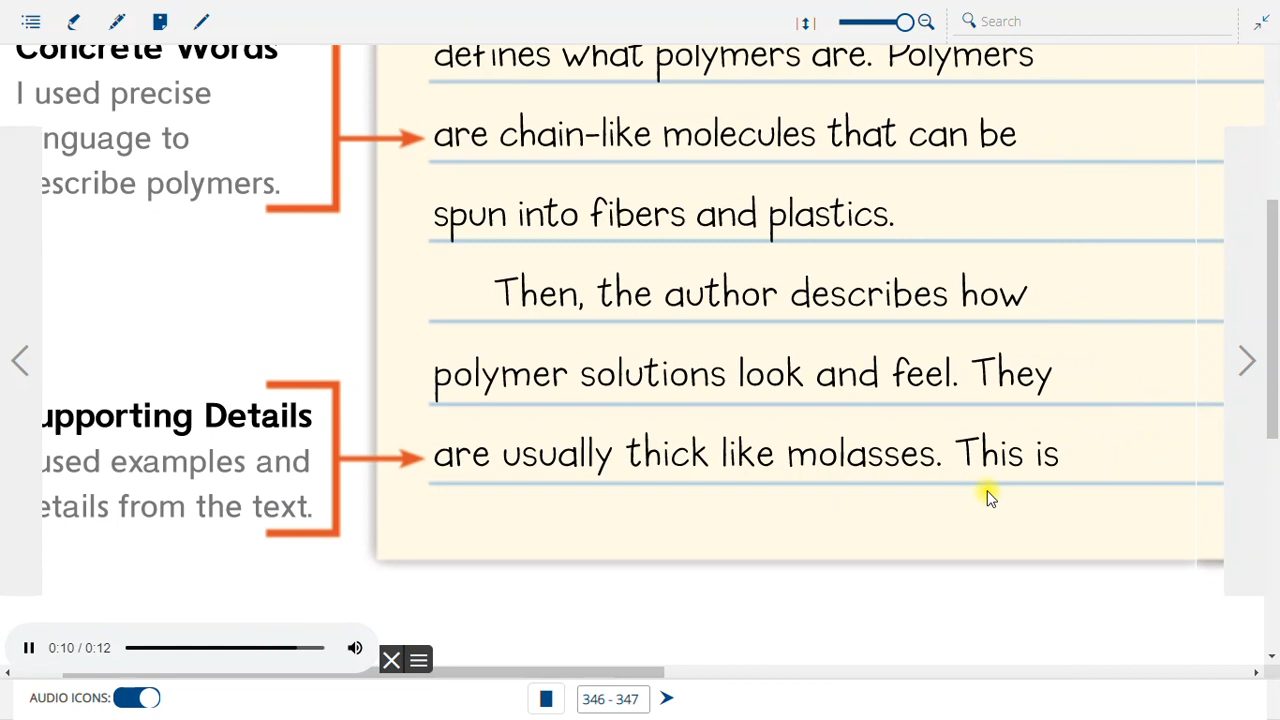 Search
Concrete Words
I used precise
nguage to
escribe polymers.
defines what polymers are. Polymers
are chain-like molecules that can be
spun into fibers and plastics.
Then, the author describes how
polymer solutions look and feel. They
are usually thick like molasses. This is
upporting Details
used examples and
etails from the text.
0:10 / 0:12
AUDIO ICONS:
346 - 347